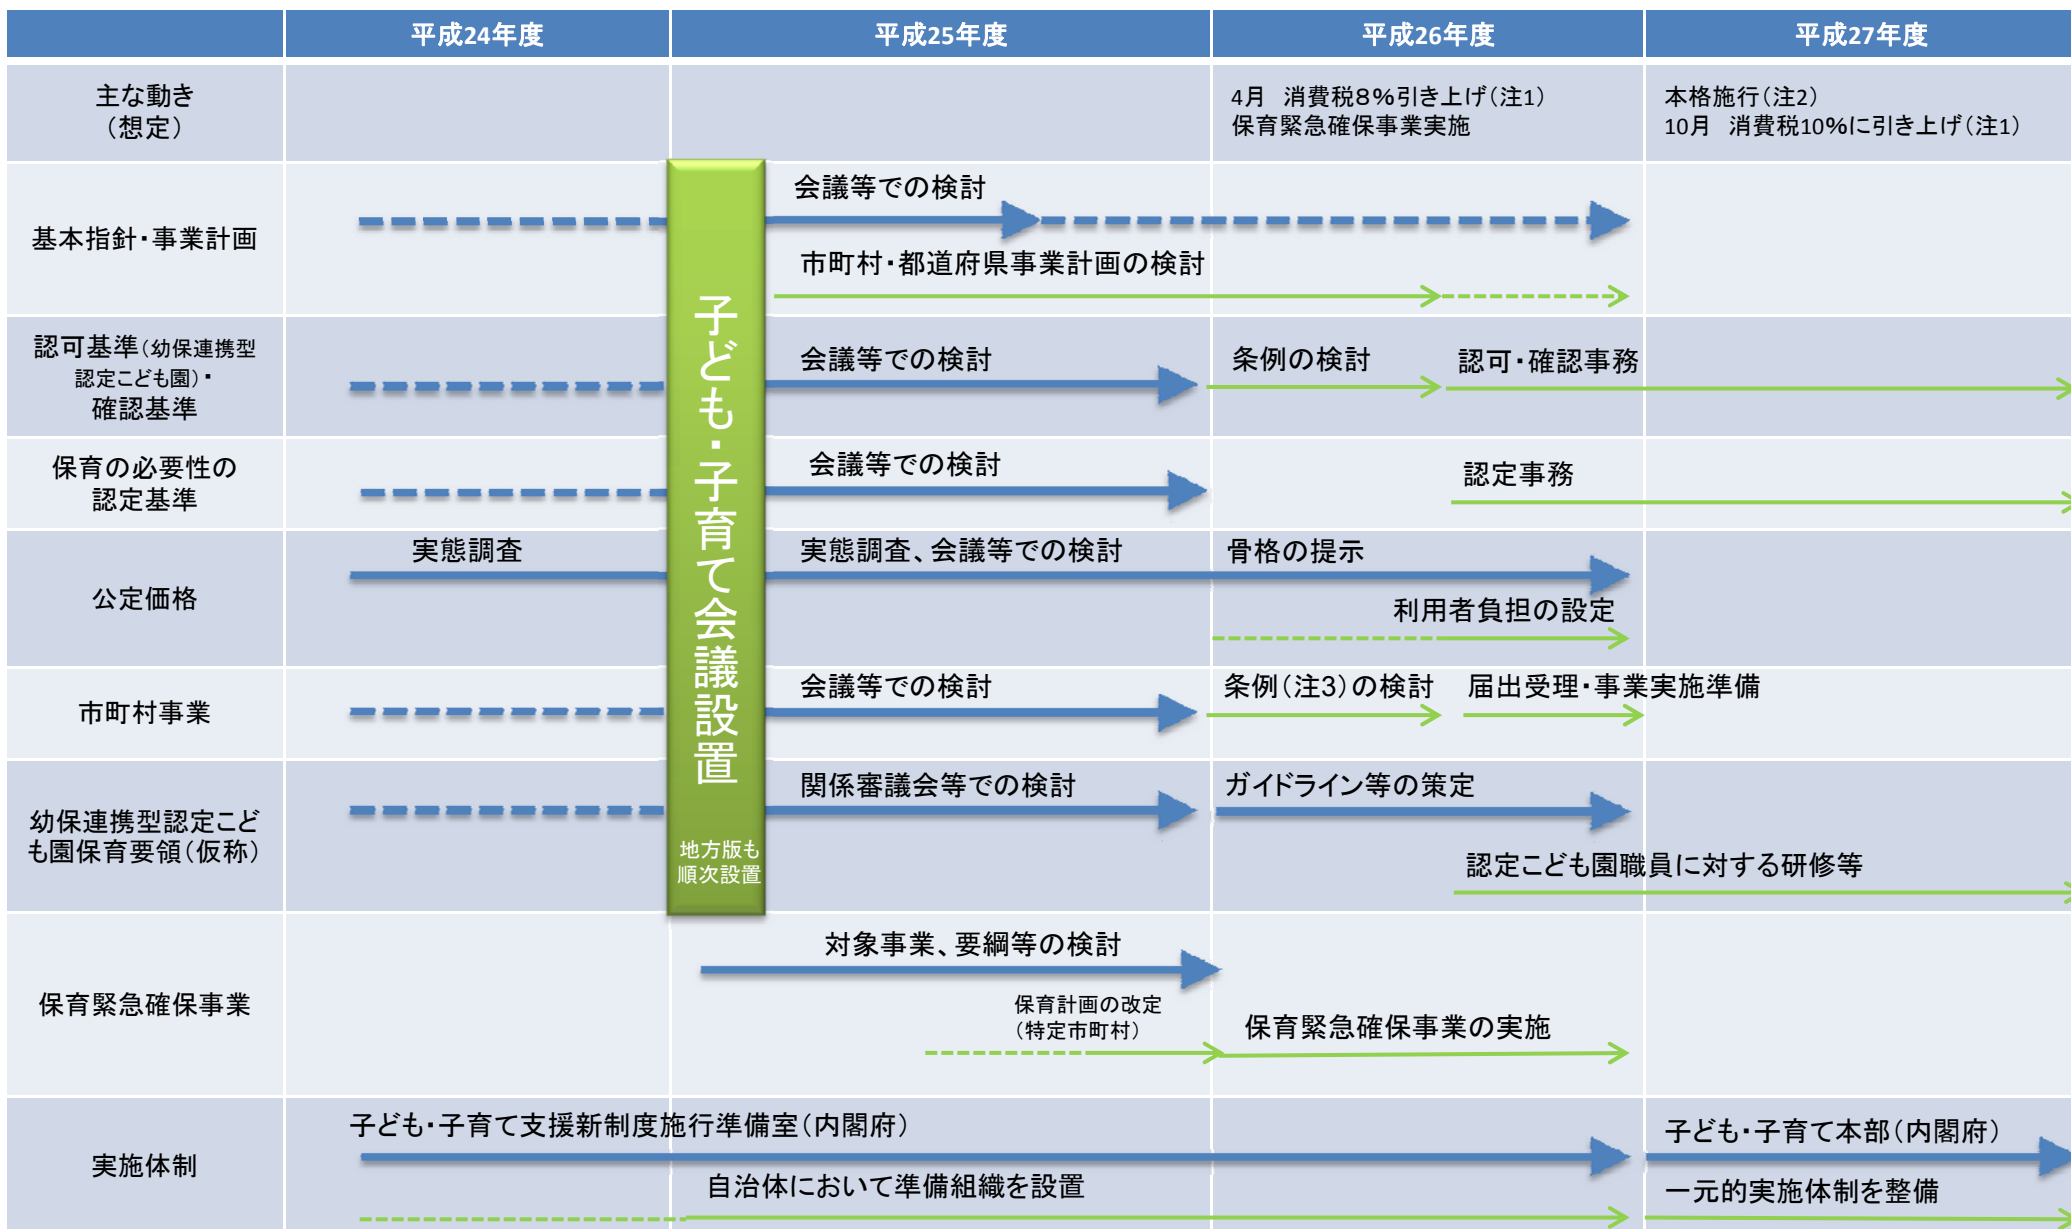 平成24年度
平成25年度
平成26年度
平成27年度
主な動き
（想定）
4月　消費税８％引き上げ（注1）
保育緊急確保事業実施
本格施行（注2）
10月　消費税10％に引き上げ（注1）
子ども・子育て会議設置
地方版も
順次設置
基本指針・事業計画
会議等での検討
市町村・都道府県事業計画の検討
認可基準（幼保連携型
認定こども園）・
確認基準
会議等での検討
条例の検討
認可・確認事務
保育の必要性の
認定基準
会議等での検討
認定事務
公定価格
実態調査
実態調査、会議等での検討
骨格の提示
利用者負担の設定
市町村事業
会議等での検討
条例（注3）の検討
届出受理・事業実施準備
幼保連携型認定こど
も園保育要領（仮称）
関係審議会等での検討
ガイドライン等の策定
認定こども園職員に対する研修等
保育緊急確保事業
対象事業、要綱等の検討
保育計画の改定
（特定市町村）
保育緊急確保事業の実施
実施体制
子ども・子育て支援新制度施行準備室（内閣府）
子ども・子育て本部（内閣府）
自治体において準備組織を設置
一元的実施体制を整備